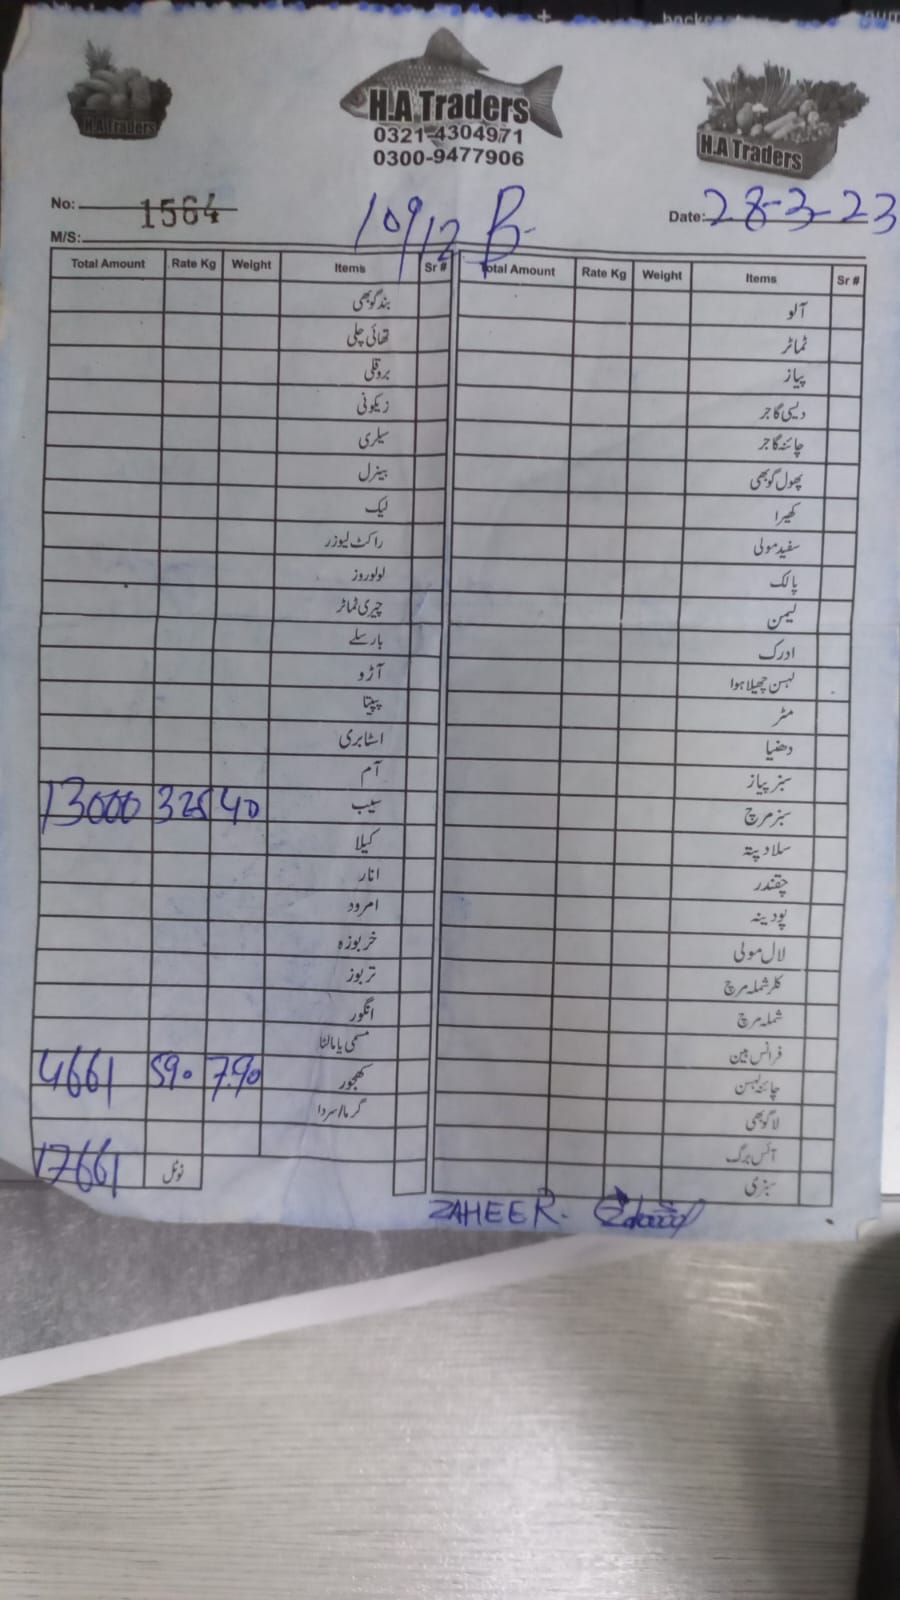 H.A Traders
H.A Traders
0321-4304971
0300-9477906
H.A Traders
No: 1564
10/12 B-
Date: 28-3-23
M/S:
Total Amount Rate Kg Weight Items Sr #
بند گوبھی
تھائی چلی
بروقلی
زیکونی
سیلری
بینزل
لیک
راکٹ لیوزر
لولوروز
چیری ٹماٹر
بارسلے
آڑو
پپیتا
اسٹابری
آم
13000 325 40 سیب
کیلا
انار
امرود
خربوزہ
تربوز
انگور
مسمی یا مالٹا
4661 590 7.90 کھجور
گرما/سردا
17661 ٹوٹل
Total Amount Rate Kg Weight Items Sr #
آلو
ٹماٹر
پیاز
دیسی گاجر
چائنہ گاجر
پھول گوبھی
کھیرا
سفید مولی
پالک
لیمن
ادرک
لہسن چھیلا ہوا
مٹر
دھنیا
سبز پیاز
سبز مرچ
سلاد پتہ
چقندر
پودینہ
لال مولی
کلر شملہ مرچ
شملہ مرچ
فرانس بین
چائنہ لہسن
لا گوبھی
آئس برگ
سبزی
ZAHEER.